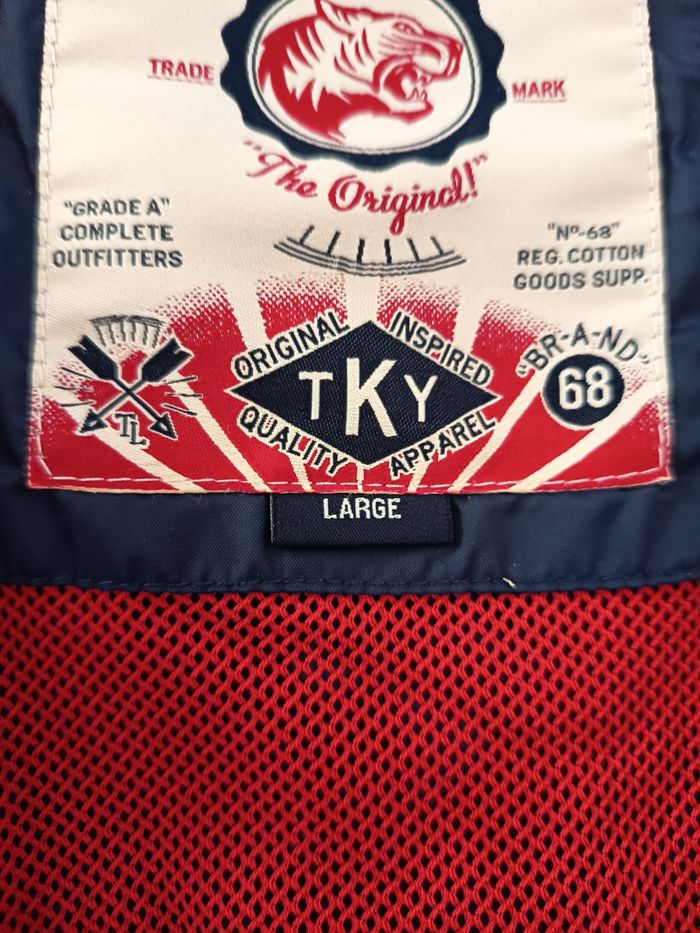 TRADE
MARK
"The Original!"
"GRADE A"
COMPLETE
OUTFITTERS
"Nº-68"
REG. COTTON
GOODS SUPP.
ORIGINAL
INSPIRED
TKY
QUALITY
APPAREL
TL
"BR-A-ND"
68
LARGE